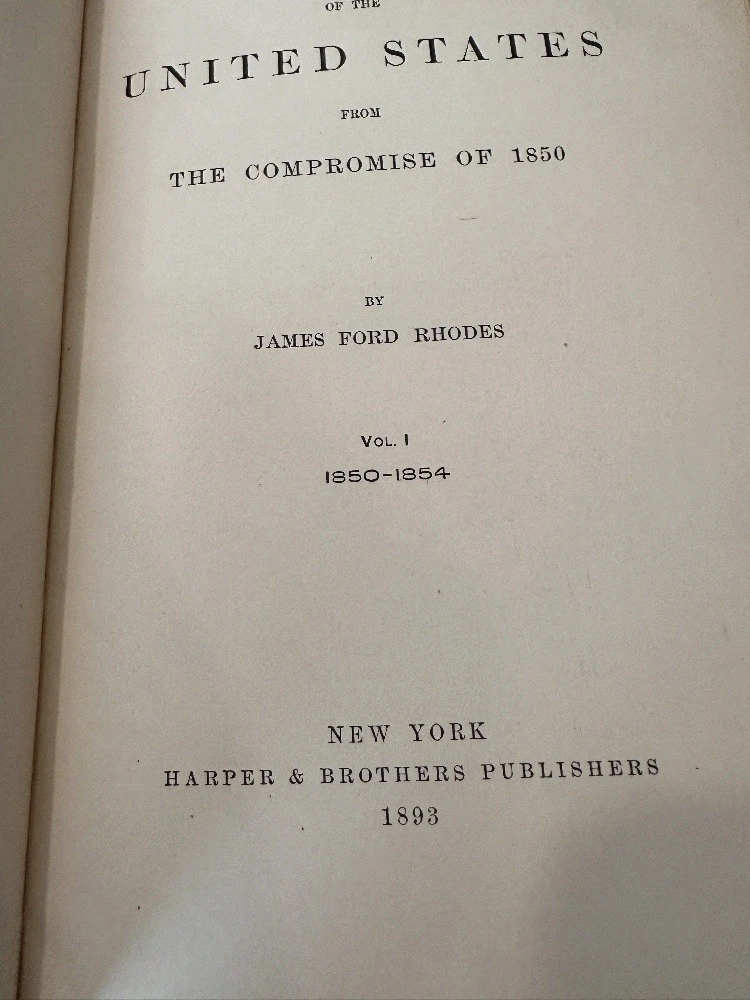 OF THE
UNITED STATES
FROM
THE COMPROMISE OF 1850
BY
JAMES FORD RHODES
VOL. I
1850-1854
NEW YORK
HARPER & BROTHERS PUBLISHERS
1893